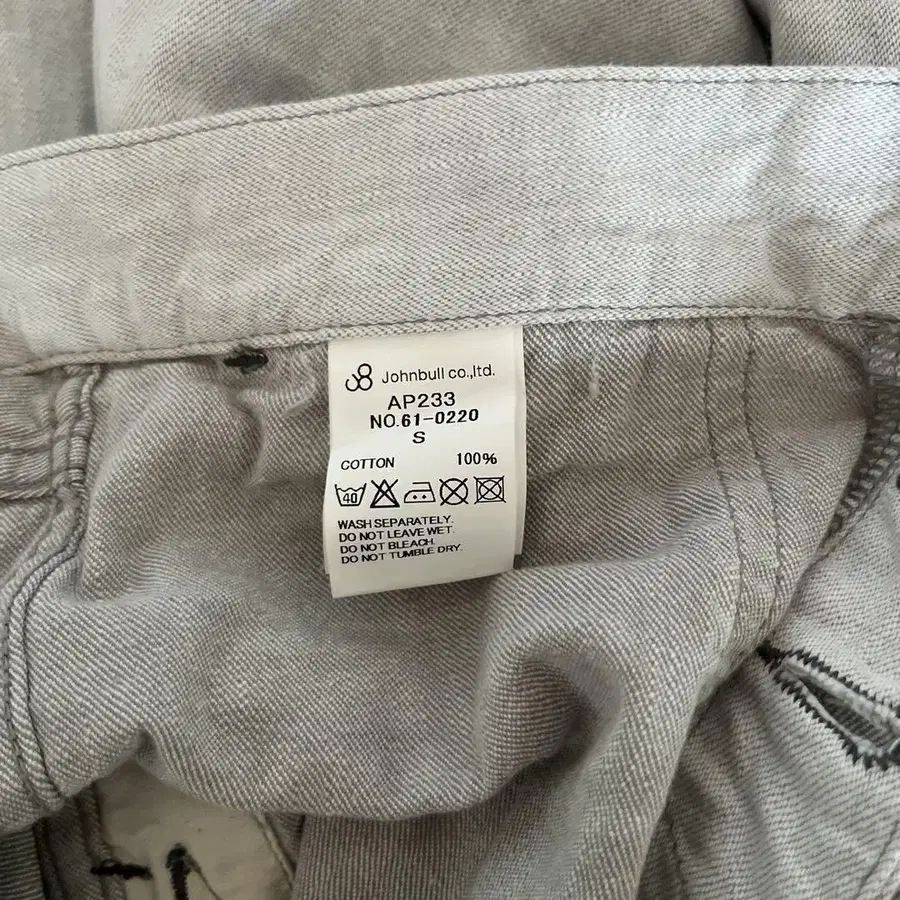 Johnbull co.,ltd.
AP233
NO.61-0220
S
COTTON 100%
40
WASH SEPARATELY.
DO NOT LEAVE WET.
DO NOT BLEACH.
DO NOT TUMBLE DRY.